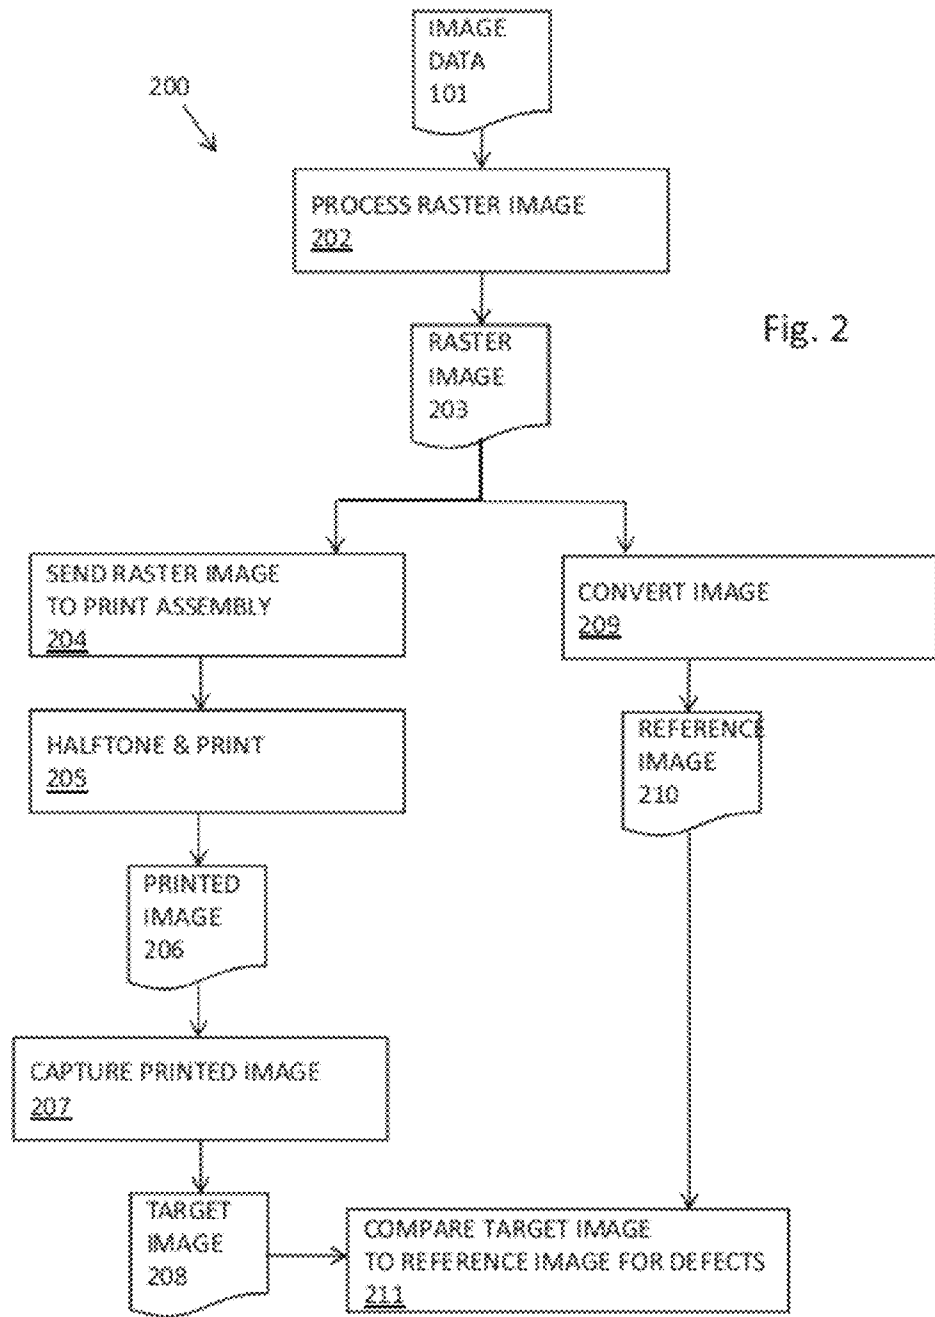 IMAGE
DATA
101
200
PROCESS RASTER IMAGE
202
Fig. 2
RASTER
IMAGE
203
SEND RASTER IMAGE
TO PRINT ASSEMBLY
204
CONVERT IMAGE
209
HALFTONE & PRINT
205
REFERENCE
IMAGE
210
PRINTED
IMAGE
206
CAPTURE PRINTED IMAGE
207
TARGET
IMAGE
208
COMPARE TARGET IMAGE
TO REFERENCE IMAGE FOR DEFECTS
211